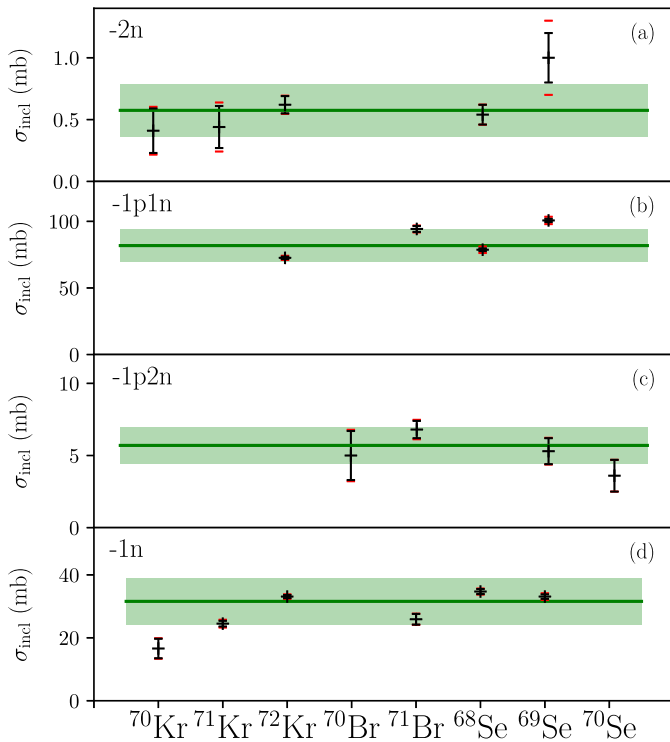 -2n (a)
1.0
0.5
0.0
σincl (mb)
-1p1n (b)
100
50
0
σincl (mb)
-1p2n (c)
10
5
0
σincl (mb)
-1n (d)
40
20
0
σincl (mb)
⁷⁰Kr ⁷¹Kr ⁷²Kr ⁷⁰Br ⁷¹Br ⁶⁸Se ⁶⁹Se ⁷⁰Se